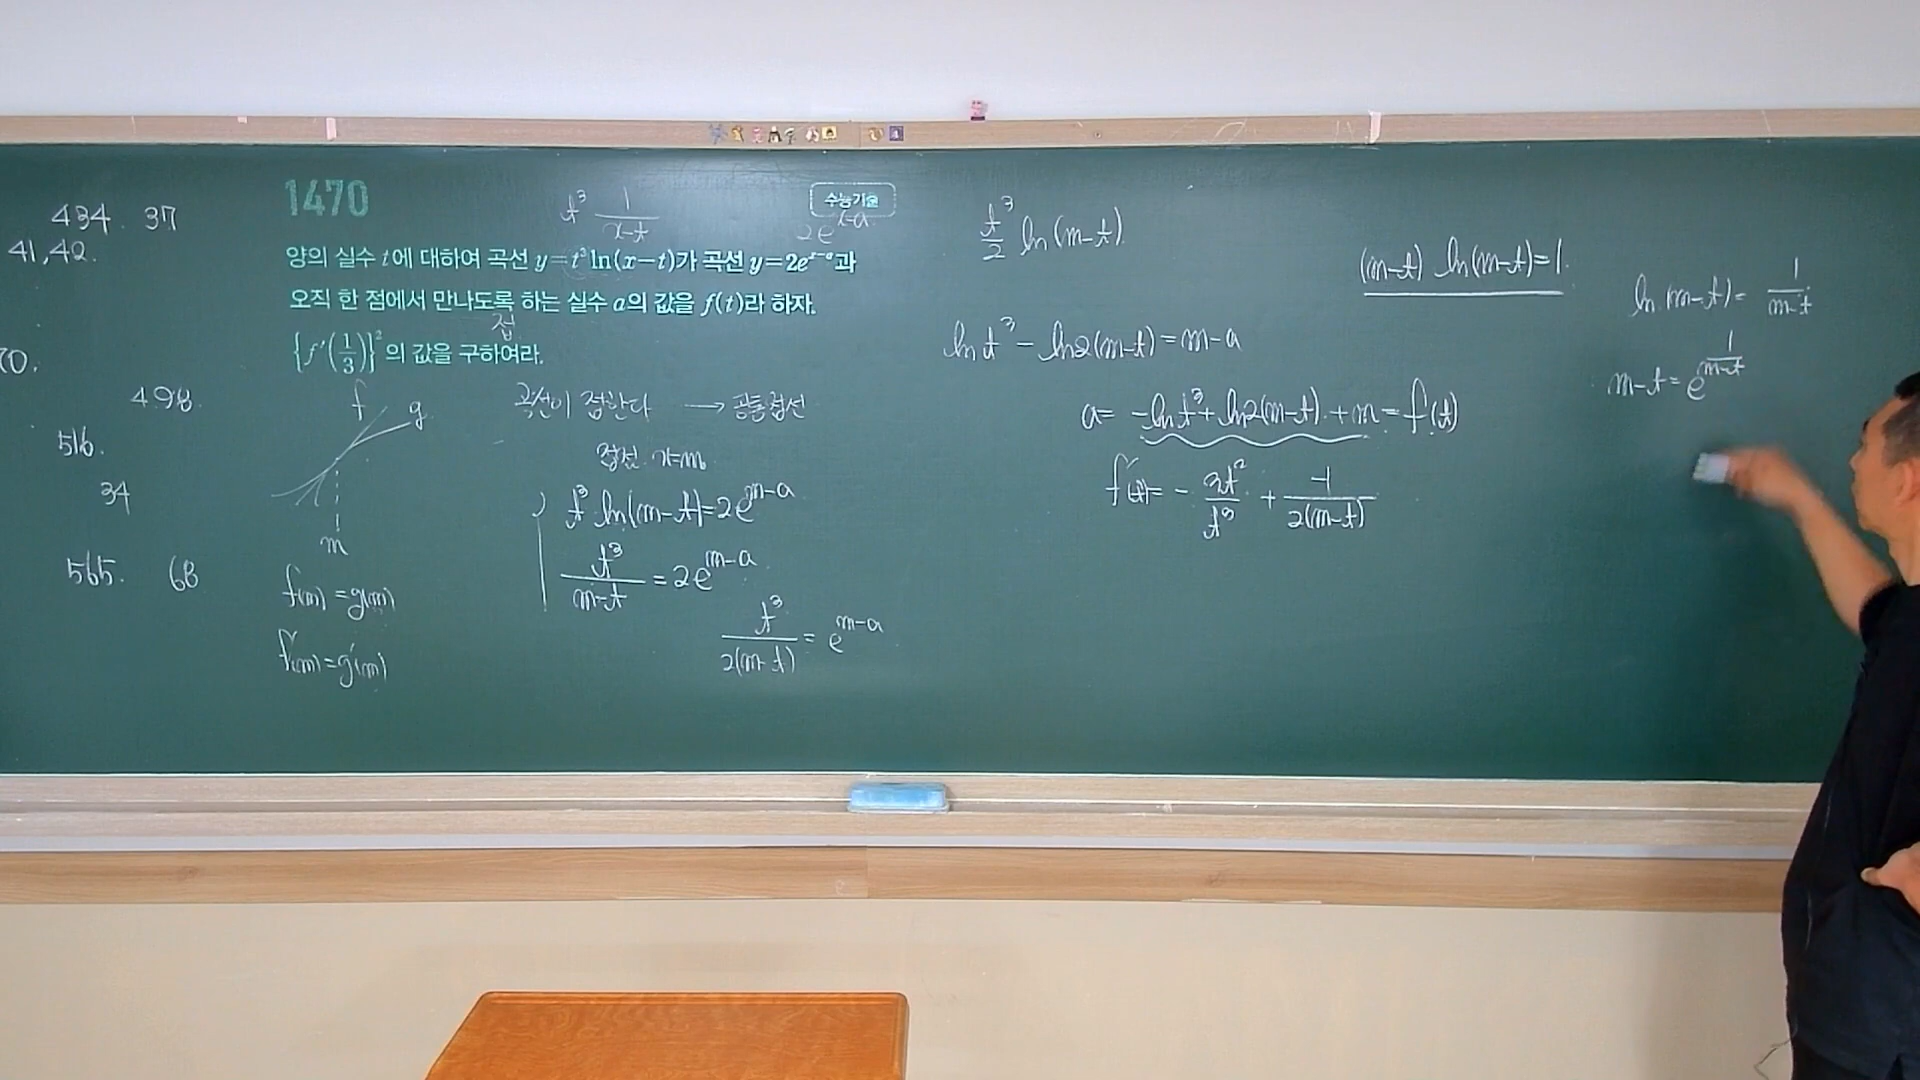 434. 37
41, 42.
70.
498.
516.
34
565. 68
1470
수능기출
t³ 1/(x-t)
2e^(x-a)
양의 실수 t에 대하여 곡선 y=t³ln(x-t)가 곡선 y=2e^(x-a)과
오직 한 점에서 만나도록 하는 실수 a의 값을 f(t)라 하자.
접
{f'(1/3)}²의 값을 구하여라.
f g
m
f(m)=g(m)
f'(m)=g'(m)
곡선이 접한다 → 공통접선
접점 x=m
t³ ln(m-t)=2e^(m-a)
t³/(m-t) = 2e^(m-a)
t³/(2(m-t)) = e^(m-a)
t³/2 ln(m-t)
ln t³ - ln2(m-t) = m-a
a= -ln t³ + ln2(m-t) + m = f(t)
f'(t)= - 3t²/t³ + -1/(2(m-t))
(m-t) ln(m-t)=1.
ln(m-t)= 1/(m-t)
m-t= e^(1/(m-t))